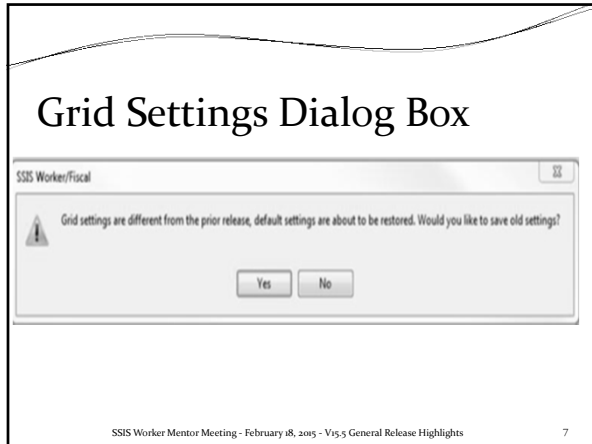 Grid Settings Dialog Box
SSIS Worker/Fiscal
Grid settings are different from the prior release, default settings are about to be restored. Would you like to save old settings?
Yes No
SSIS Worker Mentor Meeting - February 18, 2015 - V15.5 General Release Highlights 7